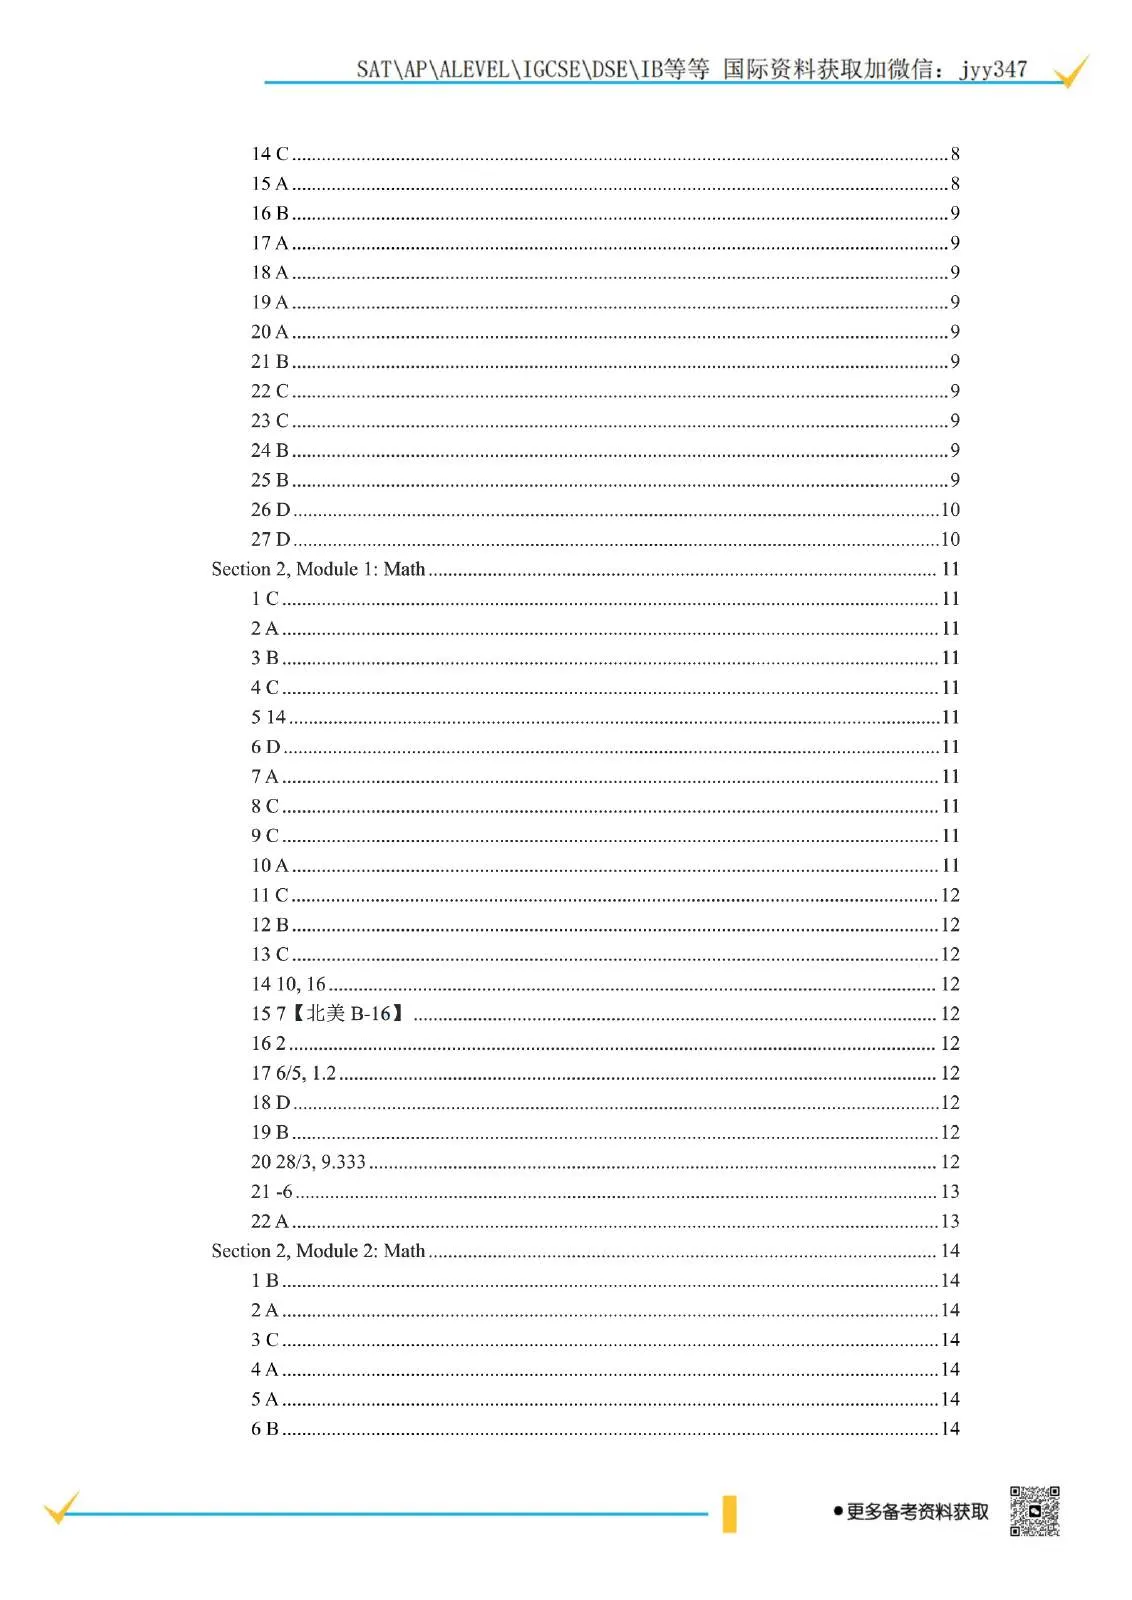 SAT\AP\ALEVEL\IGCSE\DSE\IB等等 国际资料获取加微信：jyy347
14 C 8
15 A 8
16 B 9
17 A 9
18 A 9
19 A 9
20 A 9
21 B 9
22 C 9
23 C 9
24 B 9
25 B 9
26 D 10
27 D 10
Section 2, Module 1: Math 11
1 C 11
2 A 11
3 B 11
4 C 11
5 14 11
6 D 11
7 A 11
8 C 11
9 C 11
10 A 11
11 C 12
12 B 12
13 C 12
14 10, 16 12
15 7【北美 B-16】 12
16 2 12
17 6/5, 1.2 12
18 D 12
19 B 12
20 28/3, 9.333 12
21 -6 13
22 A 13
Section 2, Module 2: Math 14
1 B 14
2 A 14
3 C 14
4 A 14
5 A 14
6 B 14
●更多备考资料获取